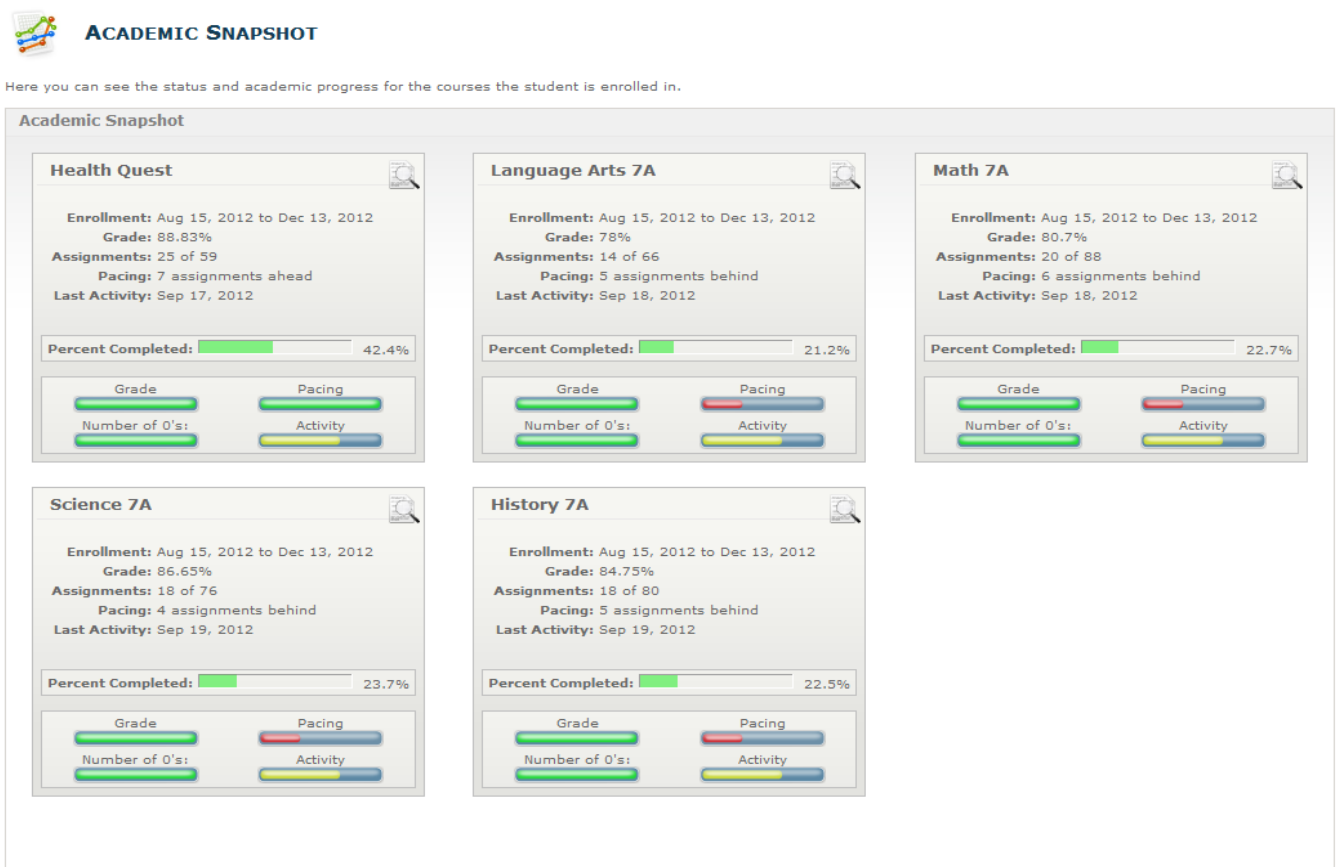 ACADEMIC SNAPSHOT
Here you can see the status and academic progress for the courses the student is enrolled in.
Academic Snapshot
Health Quest
Enrollment: Aug 15, 2012 to Dec 13, 2012
Grade: 88.83%
Assignments: 25 of 59
Pacing: 7 assignments ahead
Last Activity: Sep 17, 2012
Percent Completed: 42.4%
Grade Pacing
Number of 0's: Activity
Language Arts 7A
Enrollment: Aug 15, 2012 to Dec 13, 2012
Grade: 78%
Assignments: 14 of 66
Pacing: 5 assignments behind
Last Activity: Sep 18, 2012
Percent Completed: 21.2%
Grade Pacing
Number of 0's: Activity
Math 7A
Enrollment: Aug 15, 2012 to Dec 13, 2012
Grade: 80.7%
Assignments: 20 of 88
Pacing: 6 assignments behind
Last Activity: Sep 18, 2012
Percent Completed: 22.7%
Grade Pacing
Number of 0's: Activity
Science 7A
Enrollment: Aug 15, 2012 to Dec 13, 2012
Grade: 86.65%
Assignments: 18 of 76
Pacing: 4 assignments behind
Last Activity: Sep 19, 2012
Percent Completed: 23.7%
Grade Pacing
Number of 0's: Activity
History 7A
Enrollment: Aug 15, 2012 to Dec 13, 2012
Grade: 84.75%
Assignments: 18 of 80
Pacing: 5 assignments behind
Last Activity: Sep 19, 2012
Percent Completed: 22.5%
Grade Pacing
Number of 0's: Activity